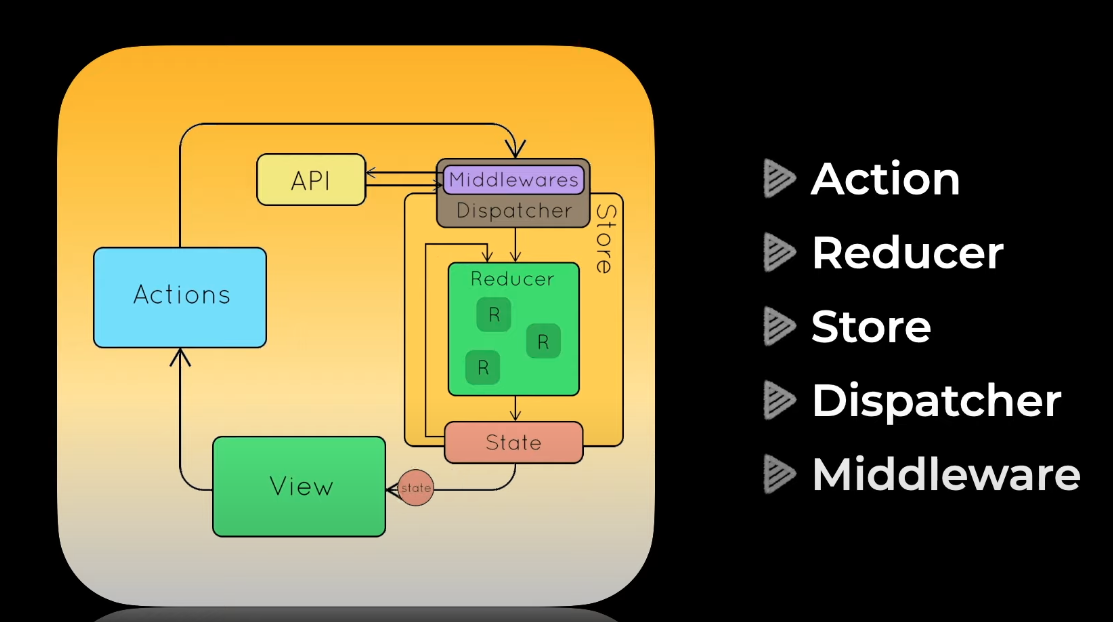 API
Middlewares
Dispatcher
Store
Actions
Reducer
R
R
R
State
View
state
Action
Reducer
Store
Dispatcher
Middleware